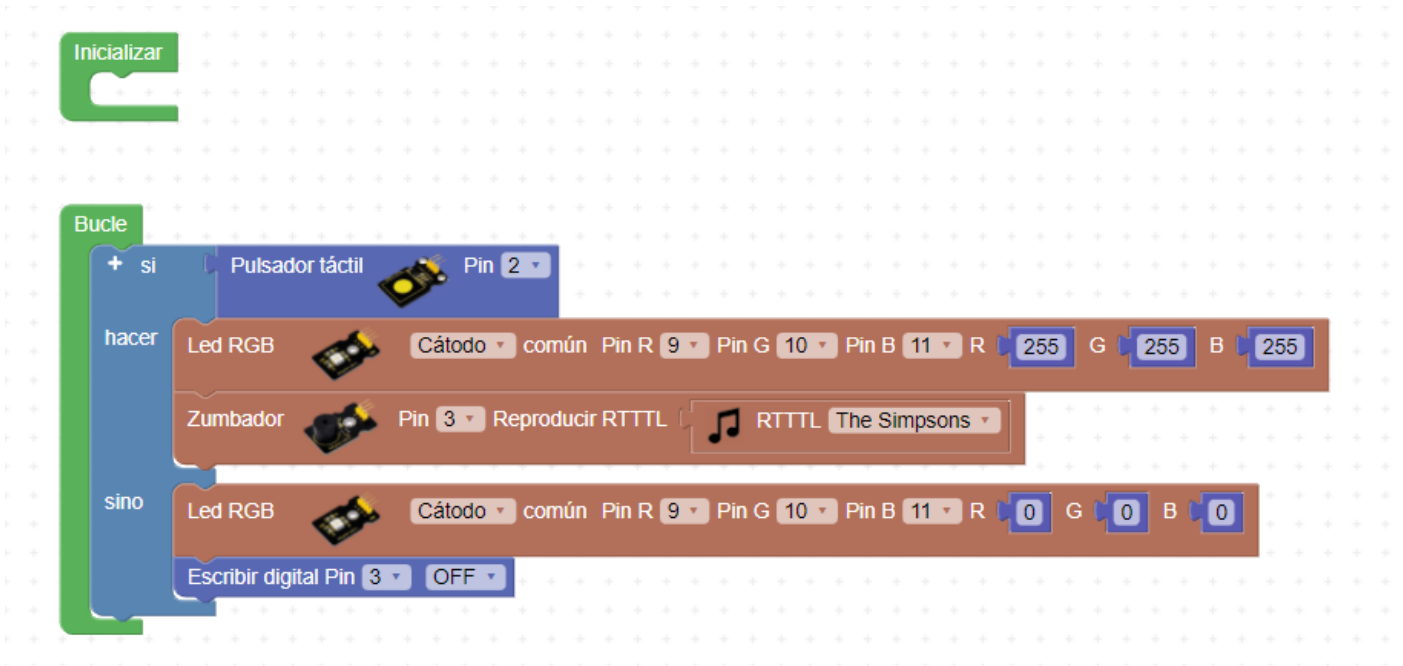 Inicializar
Bucle
+ si Pulsador táctil Pin 2
hacer Led RGB Cátodo común Pin R 9 Pin G 10 Pin B 11 R 255 G 255 B 255
Zumbador Pin 3 Reproducir RTTTL RTTTL The Simpsons
sino Led RGB Cátodo común Pin R 9 Pin G 10 Pin B 11 R 0 G 0 B 0
Escribir digital Pin 3 OFF